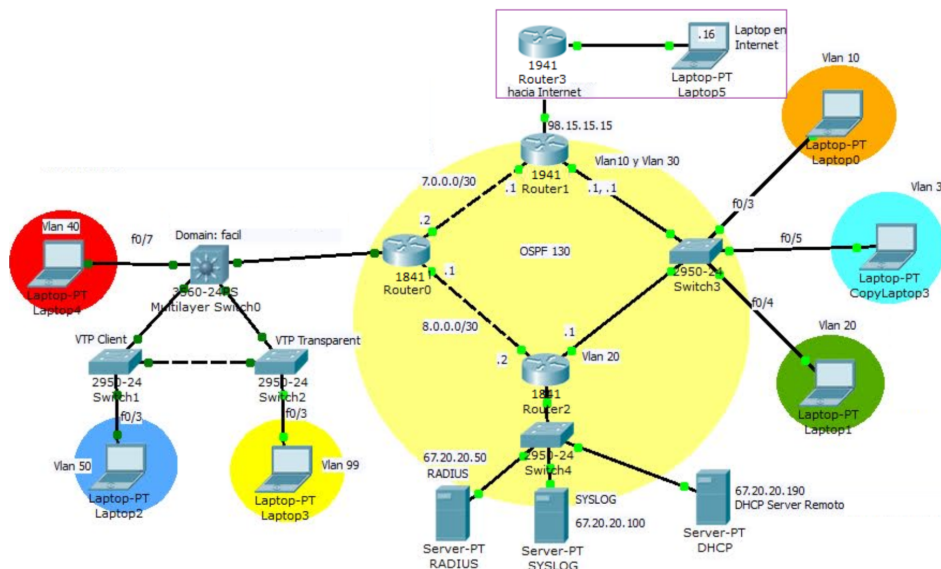 .16
Laptop en
Internet
Laptop-PT
Laptop5
1941
Router3
hacia Internet
98.15.15.15
1941
Router1
Vlan10 y Vlan 30
.1, .1
.1
7.0.0.0/30
.2
Vlan 10
Laptop-PT
Laptop0
f0/3
Vlan 3
f0/5
Laptop-PT
CopyLaptop3
2950-24
Switch3
f0/4
Vlan 20
Laptop-PT
Laptop1
OSPF 130
Vlan 40
f0/7
Laptop-PT
Laptop4
Domain: facil
3560-24PS
Multilayer Switch0
1841
Router0
.1
8.0.0.0/30
.2
.1
Vlan 20
1841
Router2
VTP Client
2950-24
Switch1
VTP Transparent
2950-24
Switch2
f0/3
f0/3
Vlan 50
Laptop-PT
Laptop2
Vlan 99
Laptop-PT
Laptop3
2950-24
Switch4
67.20.20.50
RADIUS
Server-PT
RADIUS
SYSLOG
67.20.20.100
Server-PT
SYSLOG
67.20.20.190
DHCP Server Remoto
Server-PT
DHCP